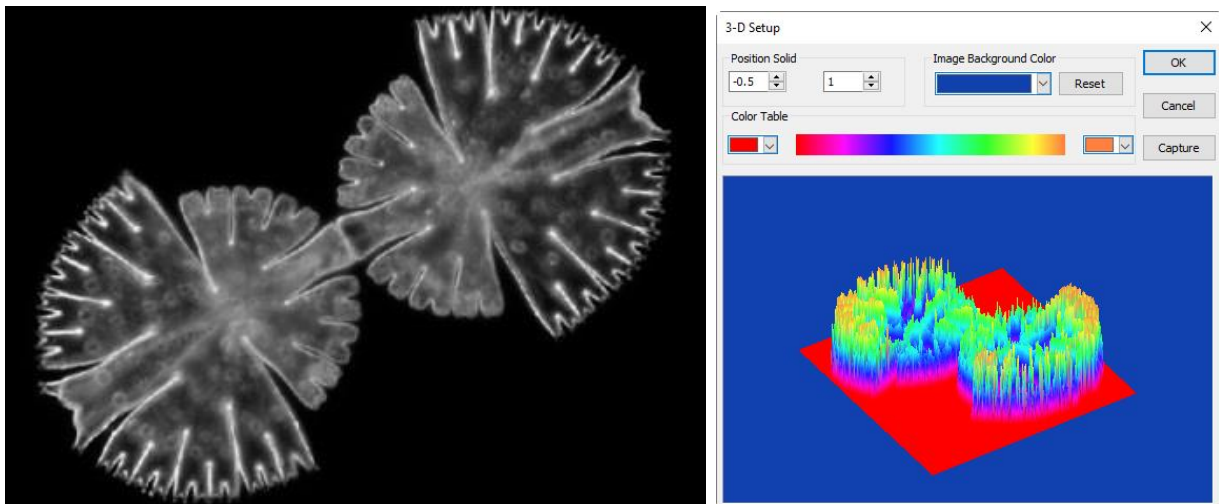 3-D Setup
Position Solid
-0.5
1
Image Background Color
Reset
OK
Cancel
Color Table
Capture